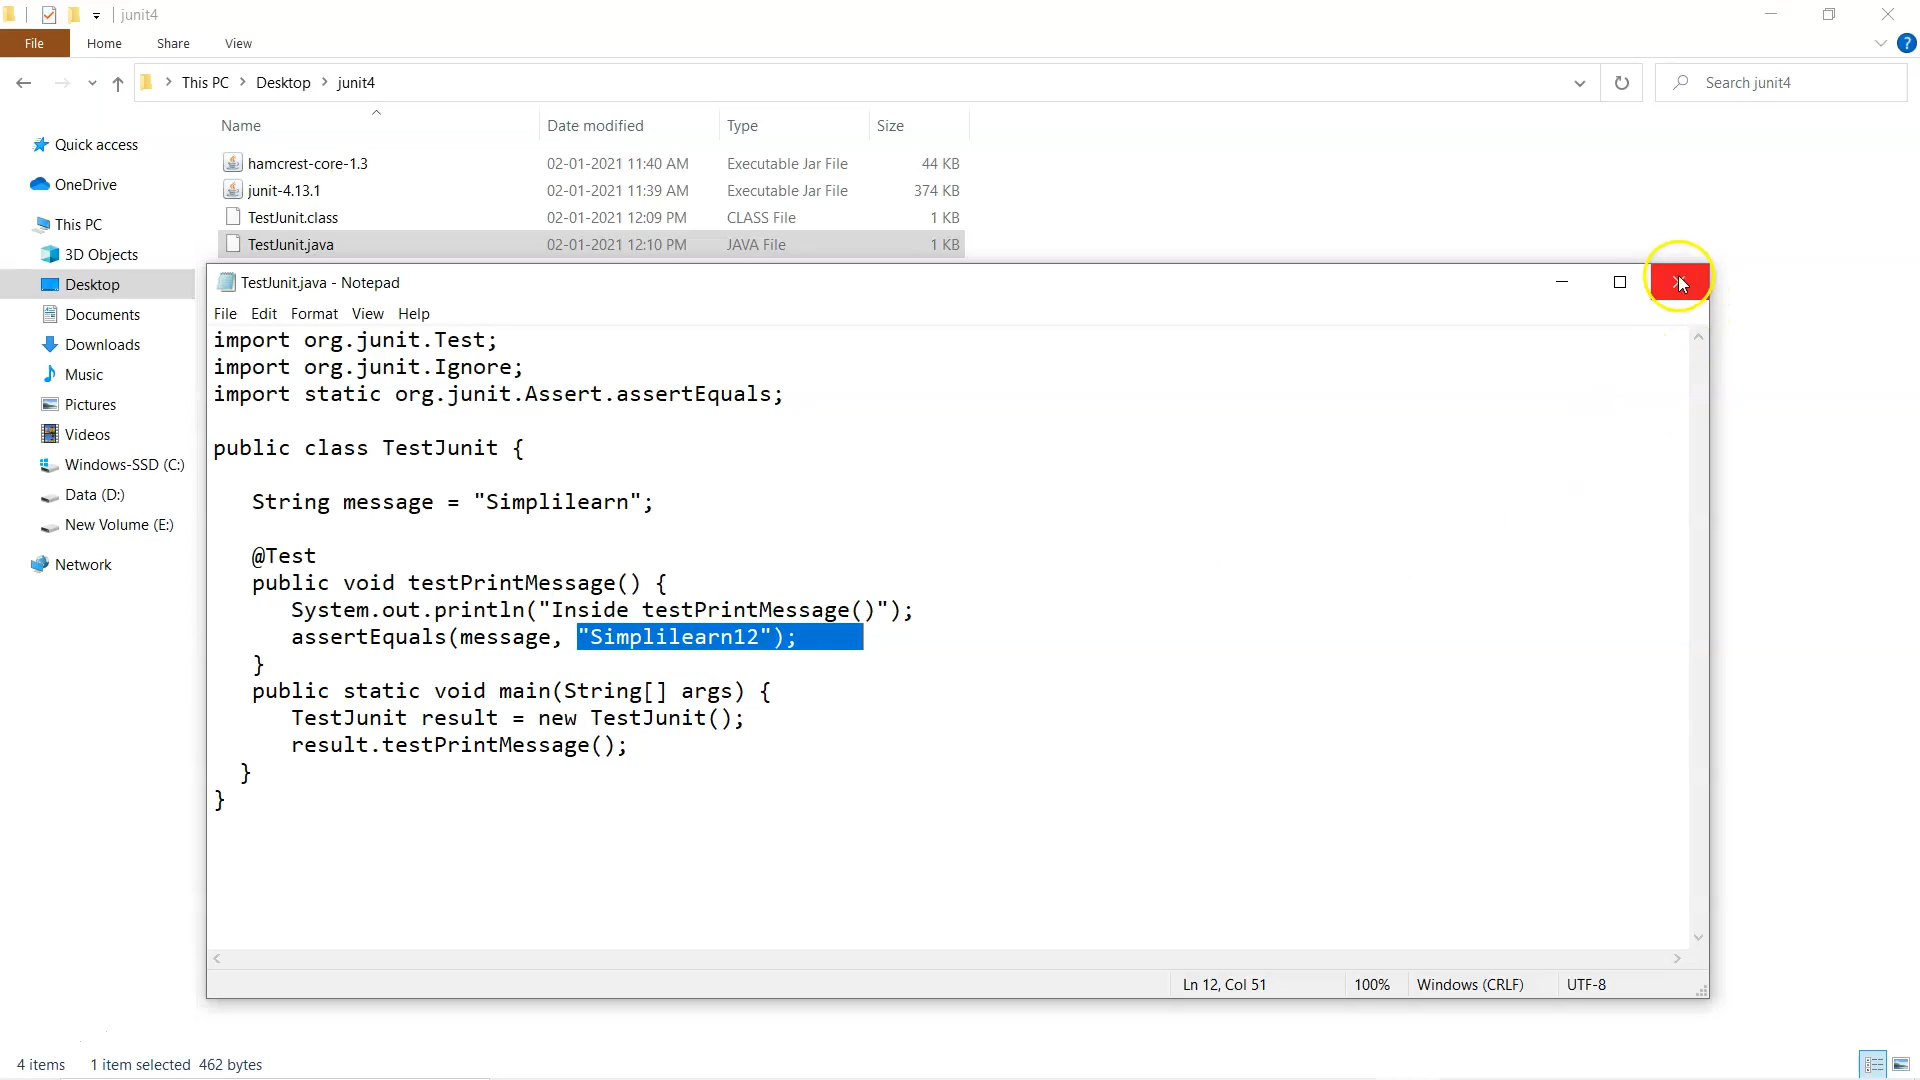 junit4
File Home Share View
?
This PC Desktop junit4
Search junit4
Name Date modified Type Size
hamcrest-core-1.3 02-01-2021 11:40 AM Executable Jar File 44 KB
junit-4.13.1 02-01-2021 11:39 AM Executable Jar File 374 KB
TestJunit.class 02-01-2021 12:09 PM CLASS File 1 KB
TestJunit.java 02-01-2021 12:10 PM JAVA File 1 KB
Quick access
OneDrive
This PC
3D Objects
Desktop
Documents
Downloads
Music
Pictures
Videos
Windows-SSD (C:)
Data (D:)
New Volume (E:)
Network
TestJunit.java - Notepad
File Edit Format View Help
import org.junit.Test;
import org.junit.Ignore;
import static org.junit.Assert.assertEquals;
public class TestJunit {
String message = "Simplilearn";
@Test
public void testPrintMessage() {
System.out.println("Inside testPrintMessage()");
assertEquals(message, "Simplilearn12");
}
public static void main(String[] args) {
TestJunit result = new TestJunit();
result.testPrintMessage();
}
}
Ln 12, Col 51 100% Windows (CRLF) UTF-8
4 items 1 item selected 462 bytes